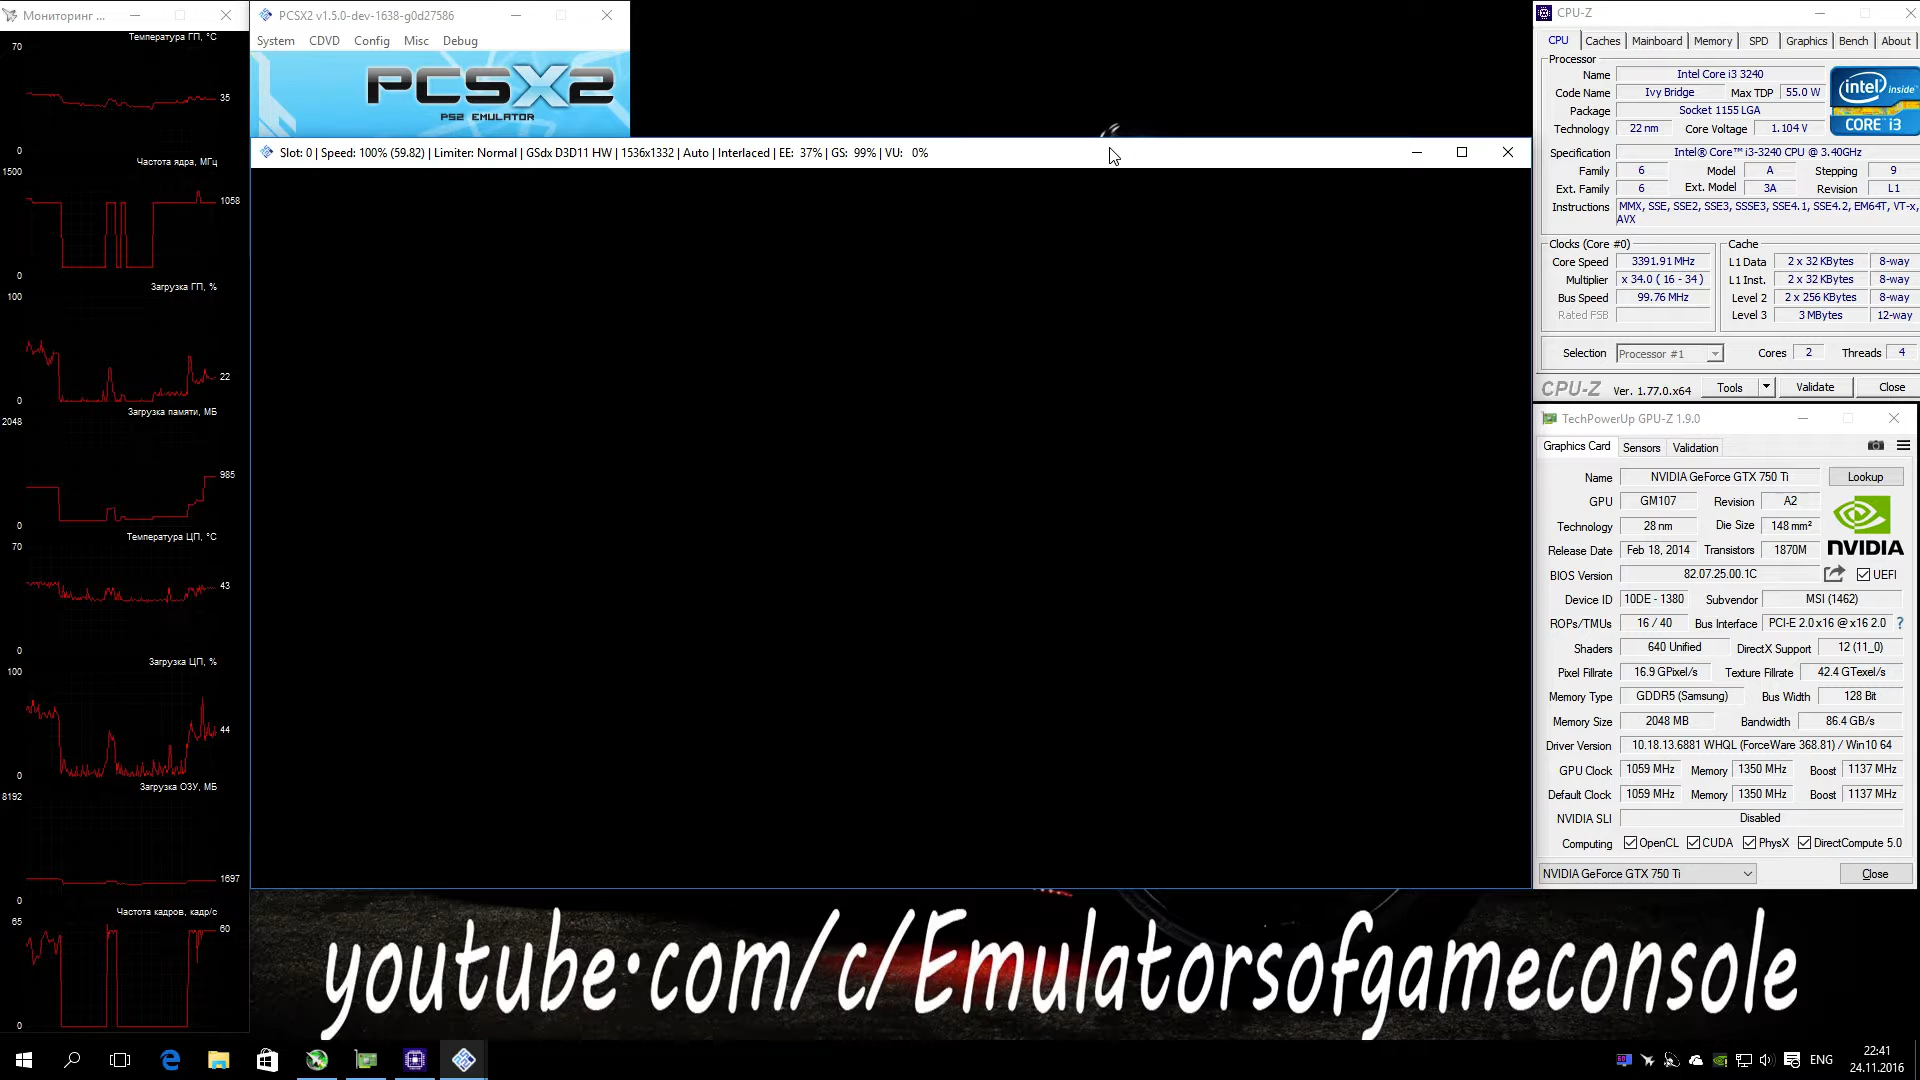 Мониторинг ...
Температура ГП, °C
70
35
0
Частота ядра, МГц
1500
1058
0
Загрузка ГП, %
100
22
0
Загрузка памяти, МБ
2048
985
0
Температура ЦП, °C
70
43
0
Загрузка ЦП, %
100
44
0
Загрузка ОЗУ, МБ
8192
1697
0
Частота кадров, кадр/с
65
60
0
PCSX2 v1.5.0-dev-1638-g0d27586
System CDVD Config Misc Debug
PCSX2
PS2 EMULATOR
Slot: 0 | Speed: 100% (59.82) | Limiter: Normal | GSdx D3D11 HW | 1536x1332 | Auto | Interlaced | EE: 37% | GS: 99% | VU: 0%
CPU-Z
CPU Caches Mainboard Memory SPD Graphics Bench About
Processor
Name Intel Core i3 3240
Code Name Ivy Bridge Max TDP 55.0 W
Package Socket 1155 LGA
Technology 22 nm Core Voltage 1.104 V
intel inside™
CORE i3
Specification Intel® Core™ i3-3240 CPU @ 3.40GHz
Family 6 Model A Stepping 9
Ext. Family 6 Ext. Model 3A Revision L1
Instructions MMX, SSE, SSE2, SSE3, SSSE3, SSE4.1, SSE4.2, EM64T, VT-x,
AVX
Clocks (Core #0)
Core Speed 3391.91 MHz
Multiplier x 34.0 ( 16 - 34 )
Bus Speed 99.76 MHz
Rated FSB
Cache
L1 Data 2 x 32 KBytes 8-way
L1 Inst. 2 x 32 KBytes 8-way
Level 2 2 x 256 KBytes 8-way
Level 3 3 MBytes 12-way
Selection Processor #1 Cores 2 Threads 4
CPU-Z Ver. 1.77.0.x64 Tools Validate Close
TechPowerUp GPU-Z 1.9.0
Graphics Card Sensors Validation
Name NVIDIA GeForce GTX 750 Ti Lookup
GPU GM107 Revision A2
Technology 28 nm Die Size 148 mm²
Release Date Feb 18, 2014 Transistors 1870M
NVIDIA
BIOS Version 82.07.25.00.1C UEFI
Device ID 10DE - 1380 Subvendor MSI (1462)
ROPs/TMUs 16 / 40 Bus Interface PCI-E 2.0 x16 @ x16 2.0 ?
Shaders 640 Unified DirectX Support 12 (11_0)
Pixel Fillrate 16.9 GPixel/s Texture Fillrate 42.4 GTexel/s
Memory Type GDDR5 (Samsung) Bus Width 128 Bit
Memory Size 2048 MB Bandwidth 86.4 GB/s
Driver Version 10.18.13.6881 WHQL (ForceWare 368.81) / Win10 64
GPU Clock 1059 MHz Memory 1350 MHz Boost 1137 MHz
Default Clock 1059 MHz Memory 1350 MHz Boost 1137 MHz
NVIDIA SLI Disabled
Computing OpenCL CUDA PhysX DirectCompute 5.0
NVIDIA GeForce GTX 750 Ti Close
youtube.com/c/Emulatorsofgameconsole
ENG
22:41
24.11.2016